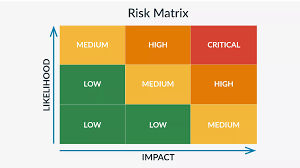 Risk Matrix
LIKELIHOOD
MEDIUM HIGH CRITICAL
LOW MEDIUM HIGH
LOW LOW MEDIUM
IMPACT